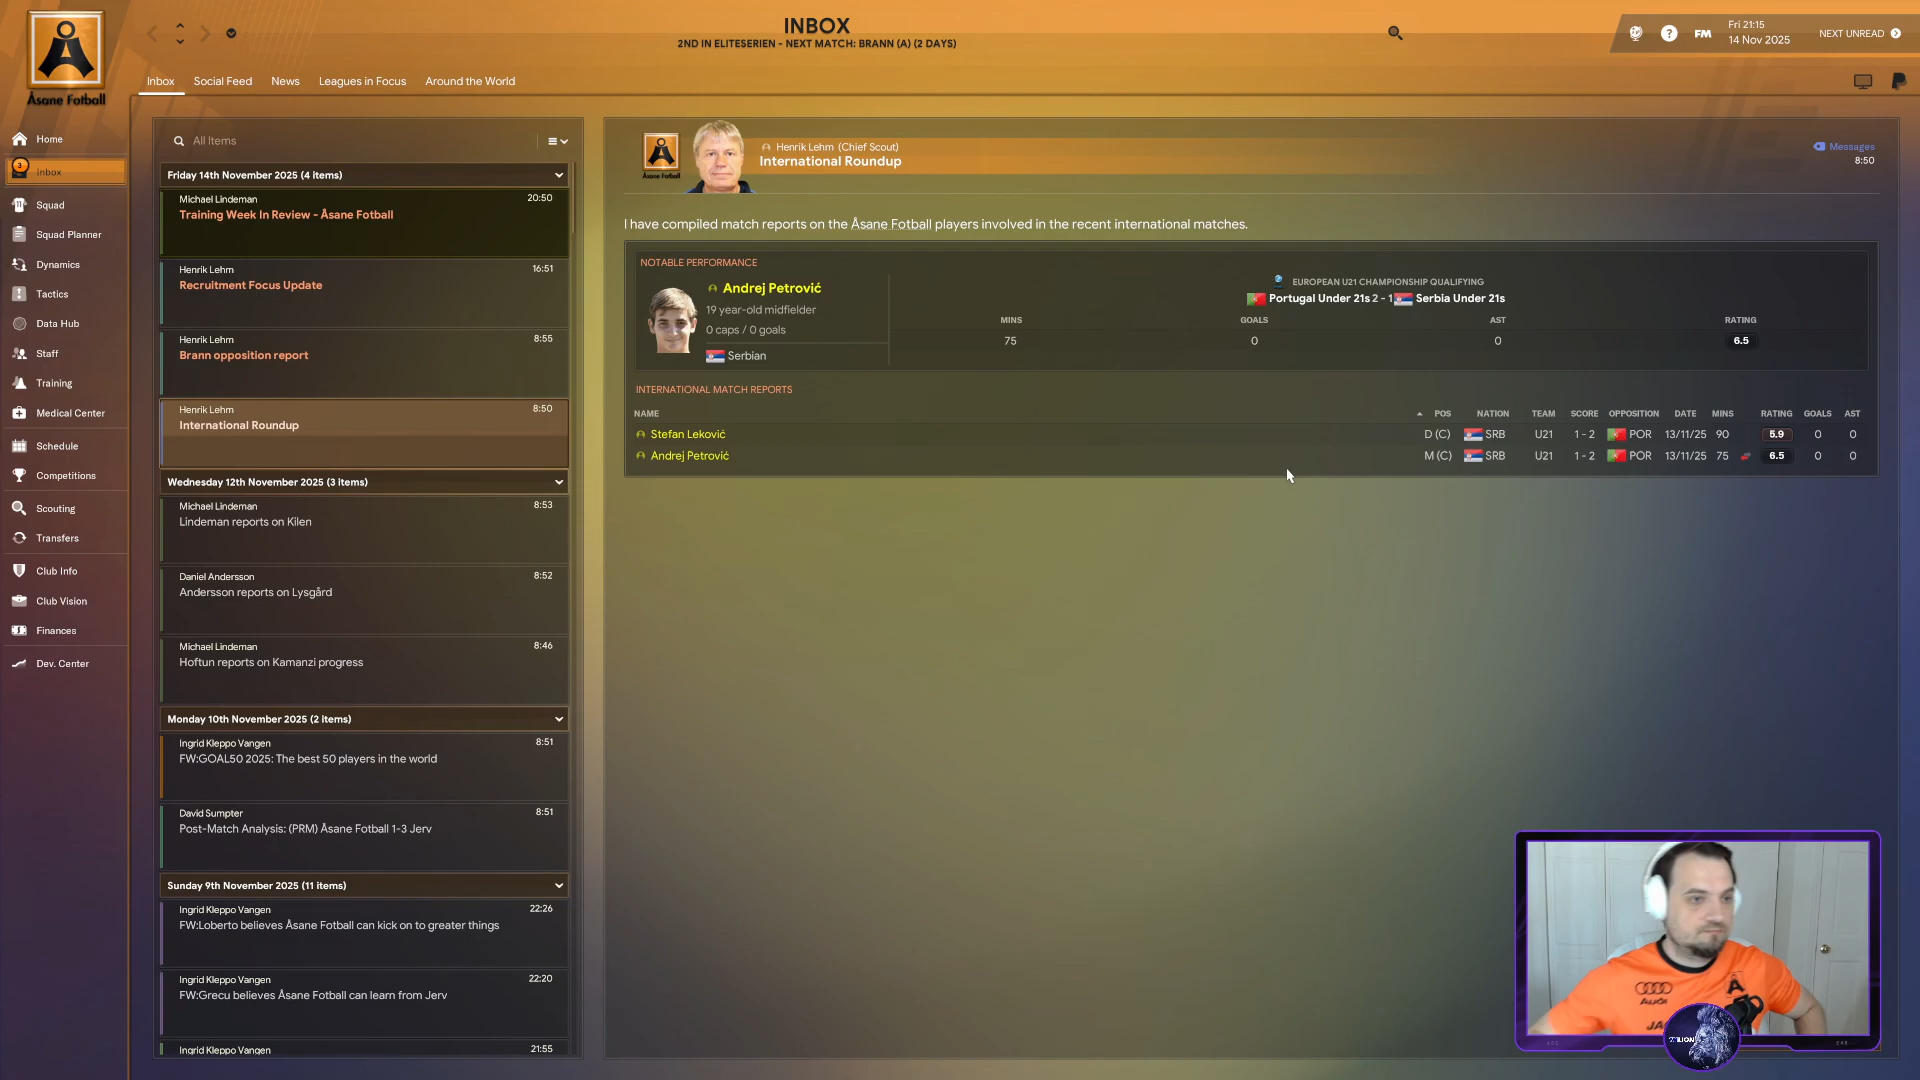 INBOX
2ND IN ELITESERIEN - NEXT MATCH: BRANN (A) (2 DAYS)
FM
Fri 21:15
14 Nov 2025
NEXT UNREAD
Åsane Fotball
Inbox
Social Feed
News
Leagues in Focus
Around the World
Home
3
Inbox
Squad
Squad Planner
Dynamics
Tactics
Data Hub
Staff
Training
Medical Center
Schedule
Competitions
Scouting
Transfers
Club Info
Club Vision
Finances
Dev. Center
All Items
Friday 14th November 2025 (4 items)
Michael Lindeman 20:50
Training Week In Review - Åsane Fotball
Henrik Lehm 16:51
Recruitment Focus Update
Henrik Lehm 8:55
Brann opposition report
Henrik Lehm 8:50
International Roundup
Wednesday 12th November 2025 (3 items)
Michael Lindeman 8:53
Lindeman reports on Kilen
Daniel Andersson 8:52
Andersson reports on Lysgård
Michael Lindeman 8:46
Hoftun reports on Kamanzi progress
Monday 10th November 2025 (2 items)
Ingrid Kleppo Vangen 8:51
FW:GOAL50 2025: The best 50 players in the world
David Sumpter 8:51
Post-Match Analysis: (PRM) Åsane Fotball 1-3 Jerv
Sunday 9th November 2025 (11 items)
Ingrid Kleppo Vangen 22:26
FW:Loberto believes Åsane Fotball can kick on to greater things
Ingrid Kleppo Vangen 22:20
FW:Grecu believes Åsane Fotball can learn from Jerv
Ingrid Kleppo Vangen 21:55
Åsane Fotball
Henrik Lehm (Chief Scout)
International Roundup
Messages
8:50
I have compiled match reports on the Åsane Fotball players involved in the recent international matches.
NOTABLE PERFORMANCE
Andrej Petrović
19 year-old midfielder
0 caps / 0 goals
Serbian
EUROPEAN U21 CHAMPIONSHIP QUALIFYING
Portugal Under 21s 2 - 1 Serbia Under 21s
MINS GOALS AST RATING
75 0 0 6.5
INTERNATIONAL MATCH REPORTS
NAME POS NATION TEAM SCORE OPPOSITION DATE MINS RATING GOALS AST
Stefan Leković D (C) SRB U21 1 - 2 POR 13/11/25 90 5.9 0 0
Andrej Petrović M (C) SRB U21 1 - 2 POR 13/11/25 75 6.5 0 0
Audi